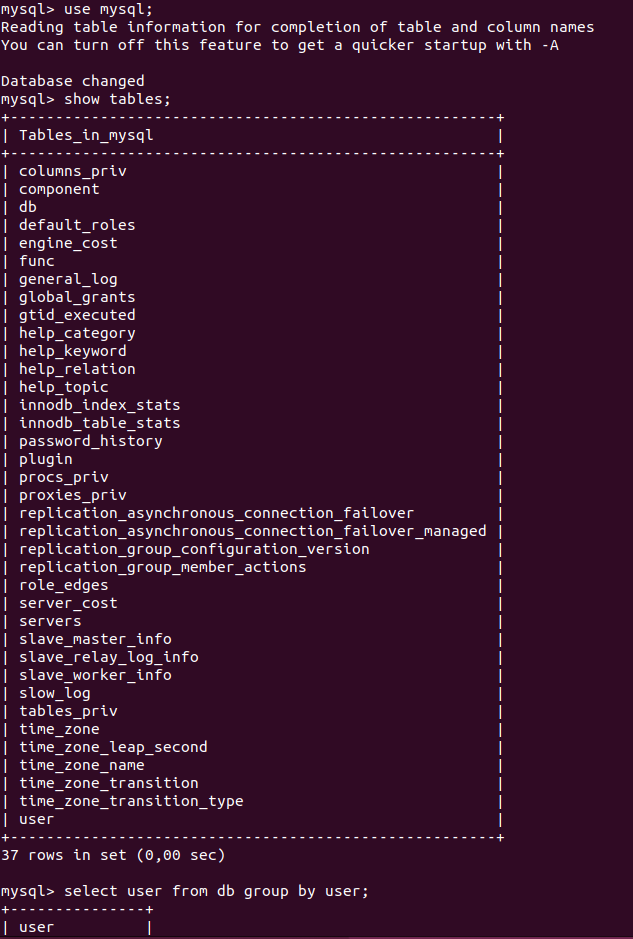 mysql> use mysql;
Reading table information for completion of table and column names
You can turn off this feature to get a quicker startup with -A
Database changed
mysql> show tables;
+-----------------------------------------------------+
| Tables_in_mysql |
+-----------------------------------------------------+
| columns_priv |
| component |
| db |
| default_roles |
| engine_cost |
| func |
| general_log |
| global_grants |
| gtid_executed |
| help_category |
| help_keyword |
| help_relation |
| help_topic |
| innodb_index_stats |
| innodb_table_stats |
| password_history |
| plugin |
| procs_priv |
| proxies_priv |
| replication_asynchronous_connection_failover |
| replication_asynchronous_connection_failover_managed |
| replication_group_configuration_version |
| replication_group_member_actions |
| role_edges |
| server_cost |
| servers |
| slave_master_info |
| slave_relay_log_info |
| slave_worker_info |
| slow_log |
| tables_priv |
| time_zone |
| time_zone_leap_second |
| time_zone_name |
| time_zone_transition |
| time_zone_transition_type |
| user |
+-----------------------------------------------------+
37 rows in set (0,00 sec)
mysql> select user from db group by user;
+---------------+
| user |